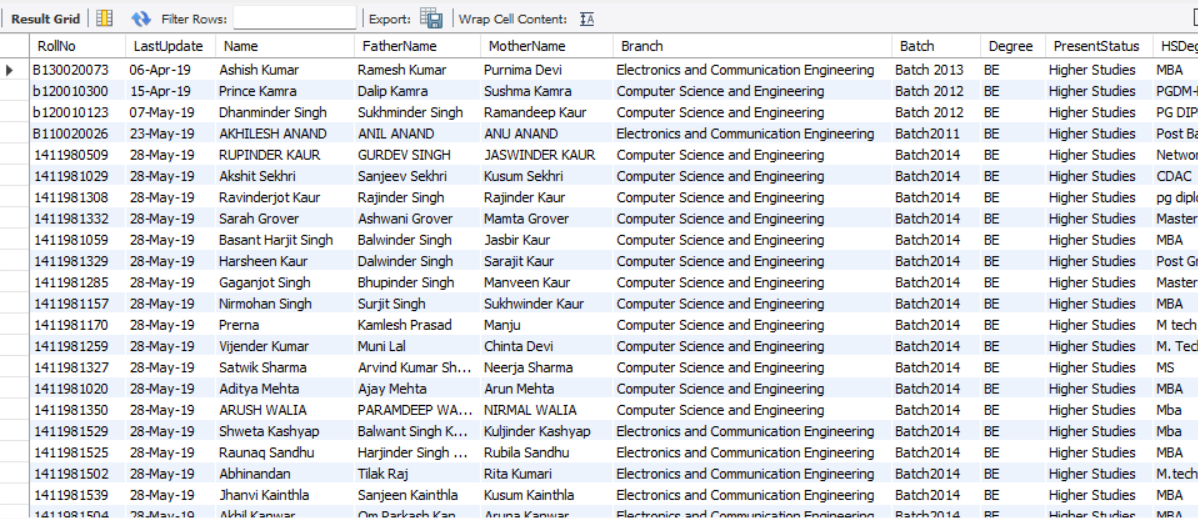 Result Grid Filter Rows: Export: Wrap Cell Content:
RollNo LastUpdate Name FatherName MotherName Branch Batch Degree PresentStatus HSDeg
B130020073 06-Apr-19 Ashish Kumar Ramesh Kumar Purnima Devi Electronics and Communication Engineering Batch 2013 BE Higher Studies MBA
b120010300 15-Apr-19 Prince Kamra Dalip Kamra Sushma Kamra Computer Science and Engineering Batch 2012 BE Higher Studies PGDM-
b120010123 07-May-19 Dhanminder Singh Sukhminder Singh Ramandeep Kaur Computer Science and Engineering Batch 2012 BE Higher Studies PG DIP
B110020026 23-May-19 AKHILESH ANAND ANIL ANAND ANU ANAND Electronics and Communication Engineering Batch2011 BE Higher Studies Post Ba
1411980509 28-May-19 RUPINDER KAUR GURDEV SINGH JASWINDER KAUR Computer Science and Engineering Batch2014 BE Higher Studies Networ
1411981029 28-May-19 Akshit Sekhri Sanjeev Sekhri Kusum Sekhri Computer Science and Engineering Batch2014 BE Higher Studies CDAC
1411981308 28-May-19 Ravinderjot Kaur Rajinder Singh Rajinder Kaur Computer Science and Engineering Batch2014 BE Higher Studies pg diplo
1411981332 28-May-19 Sarah Grover Ashwani Grover Mamta Grover Computer Science and Engineering Batch2014 BE Higher Studies Master
1411981059 28-May-19 Basant Harjit Singh Balwinder Singh Jasbir Kaur Computer Science and Engineering Batch2014 BE Higher Studies MBA
1411981329 28-May-19 Harsheen Kaur Dalwinder Singh Sarajit Kaur Computer Science and Engineering Batch2014 BE Higher Studies Post Gr
1411981285 28-May-19 Gaganjot Singh Bhupinder Singh Manveen Kaur Computer Science and Engineering Batch2014 BE Higher Studies Master
1411981157 28-May-19 Nirmohan Singh Surjit Singh Sukhwinder Kaur Computer Science and Engineering Batch2014 BE Higher Studies MBA
1411981170 28-May-19 Prerna Kamlesh Prasad Manju Computer Science and Engineering Batch2014 BE Higher Studies M tech
1411981259 28-May-19 Vijender Kumar Muni Lal Chinta Devi Computer Science and Engineering Batch2014 BE Higher Studies M. Tec
1411981327 28-May-19 Satwik Sharma Arvind Kumar Sh... Neerja Sharma Computer Science and Engineering Batch2014 BE Higher Studies MS
1411981020 28-May-19 Aditya Mehta Ajay Mehta Arun Mehta Computer Science and Engineering Batch2014 BE Higher Studies MBA
1411981350 28-May-19 ARUSH WALIA PARAMDEEP WA... NIRMAL WALIA Computer Science and Engineering Batch2014 BE Higher Studies Mba
1411981529 28-May-19 Shweta Kashyap Balwant Singh K... Kuljinder Kashyap Electronics and Communication Engineering Batch2014 BE Higher Studies Mba
1411981525 28-May-19 Raunaq Sandhu Harjinder Singh ... Rubila Sandhu Electronics and Communication Engineering Batch2014 BE Higher Studies MBA
1411981502 28-May-19 Abhinandan Tilak Raj Rita Kumari Electronics and Communication Engineering Batch2014 BE Higher Studies M.tech
1411981539 28-May-19 Jhanvi Kainthla Sanjeen Kainthla Kusum Kainthla Electronics and Communication Engineering Batch2014 BE Higher Studies MBA
1411981504 28-May-19 Akhil Kanwar Om Parkash Kan Aruna Kanwar Electronics and Communication Engineering Batch2014 BE Higher Studies MBA